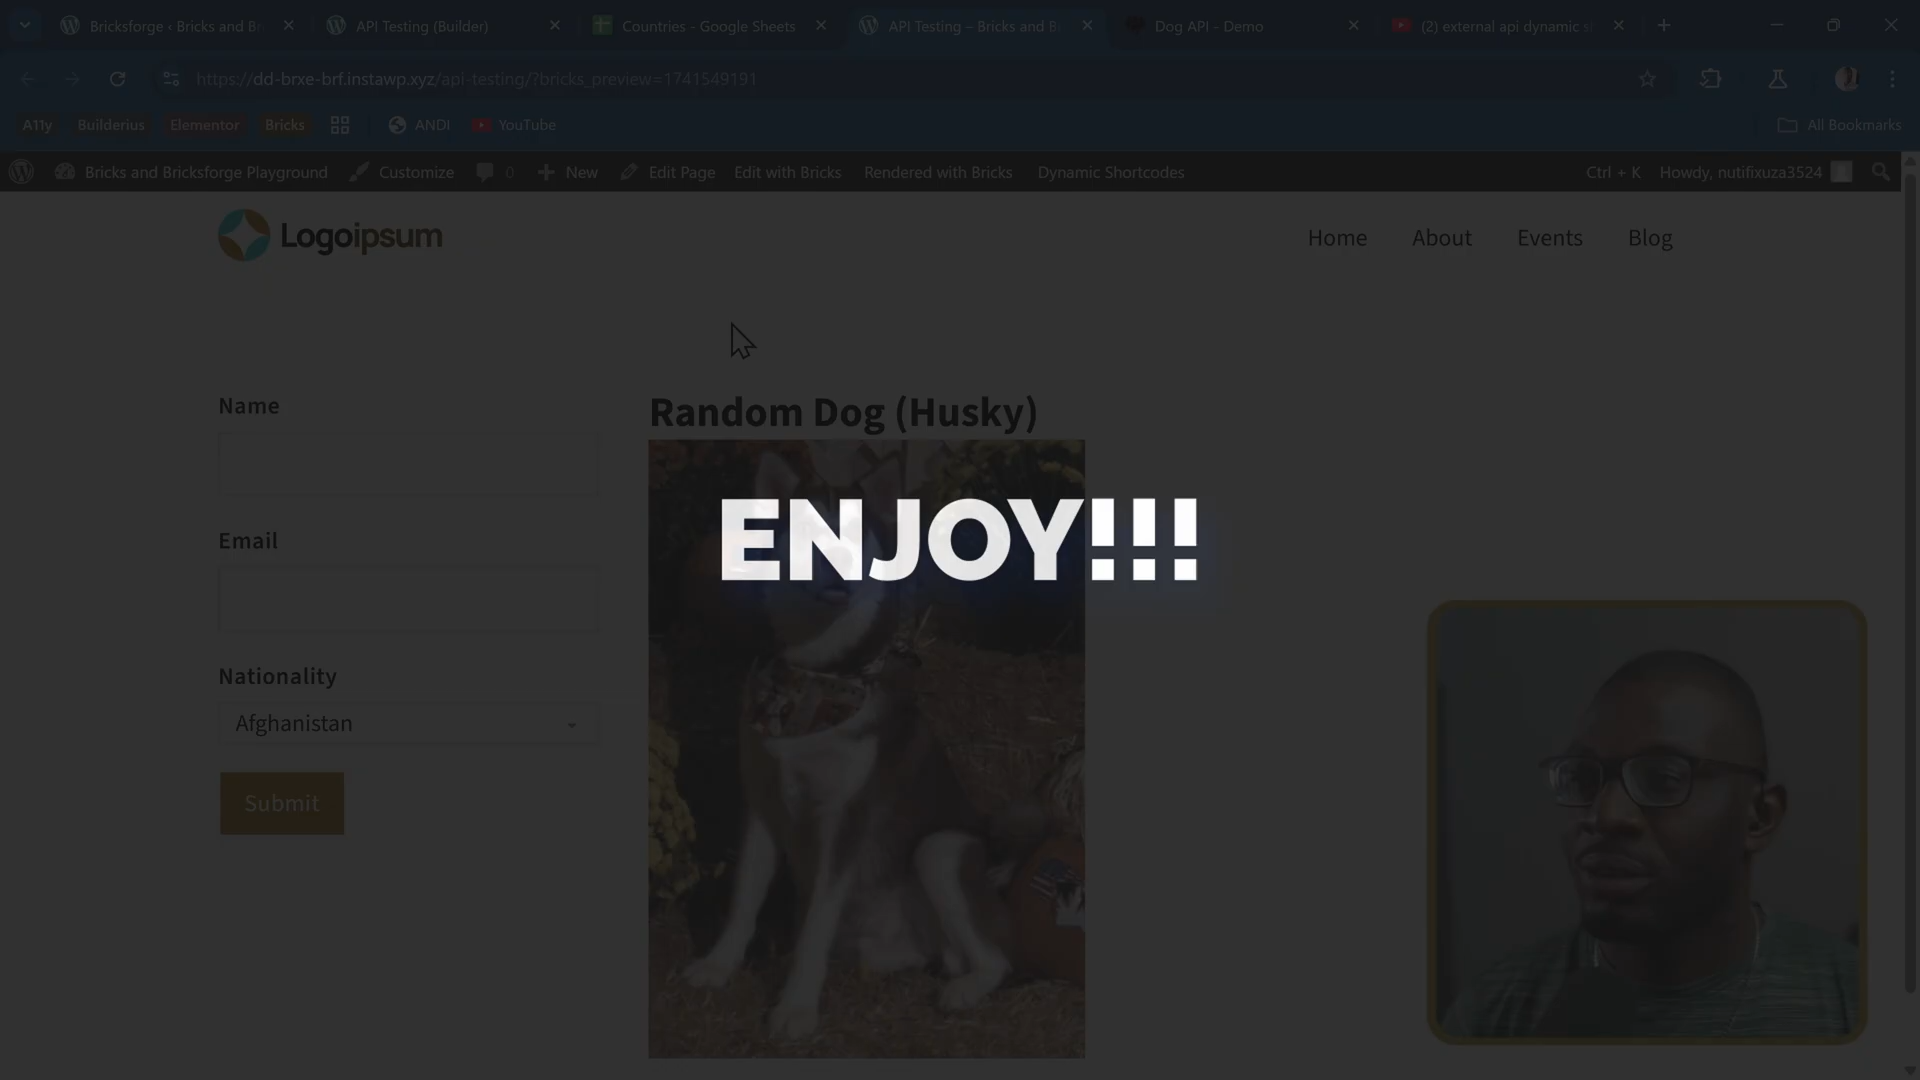 Bricksforge ‹ Bricks and Br
API Testing (Builder)
Countries - Google Sheets
API Testing – Bricks and B
Dog API - Demo
(2) external api dynamic s
https://dd-brxe-brf.instawp.xyz/api-testing/?bricks_preview=1741549191
A11y
Builderius
Elementor
Bricks
ANDI
YouTube
All Bookmarks
Bricks and Bricksforge Playground
Customize
0
New
Edit Page
Edit with Bricks
Rendered with Bricks
Dynamic Shortcodes
Ctrl + K
Howdy, nutifixuza3524
Logoipsum
Home
About
Events
Blog
Name
Random Dog (Husky)
ENJOY!!!
Email
Nationality
Afghanistan
Submit